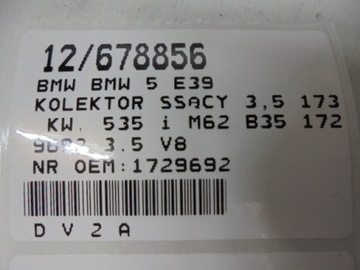 12/678856
BMW BMW 5 E39
KOLEKTOR SSĄCY 3,5 173
KW. 535 i M62 B35 172
3.5 V8
NR OEM:1729692
D V 2 A